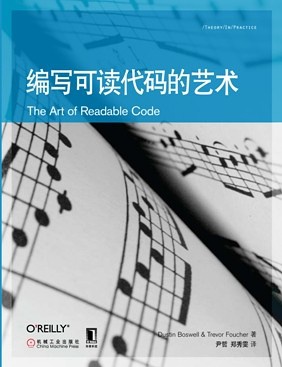 /THEORY/IN/PRACTICE
编写可读代码的艺术
The Art of Readable Code
O'REILLY®
机械工业出版社
China Machine Press
Dustin Boswell & Trevor Foucher 著
尹哲 郑秀雯 译